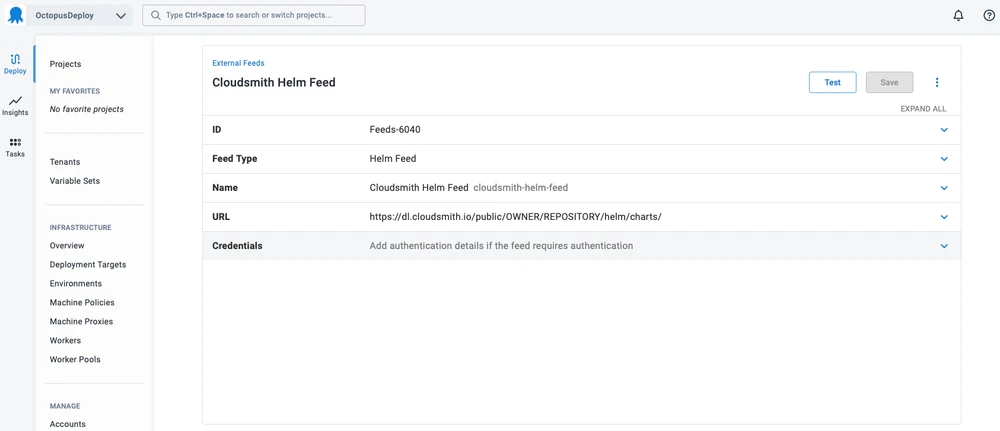 OctopusDeploy
Type Ctrl+Space to search or switch projects...
Deploy
Insights
Tasks
Projects
MY FAVORITES
No favorite projects
Tenants
Variable Sets
INFRASTRUCTURE
Overview
Deployment Targets
Environments
Machine Policies
Machine Proxies
Workers
Worker Pools
MANAGE
Accounts
External Feeds
Cloudsmith Helm Feed
Test
Save
EXPAND ALL
ID Feeds-6040
Feed Type Helm Feed
Name Cloudsmith Helm Feed cloudsmith-helm-feed
URL https://dl.cloudsmith.io/public/OWNER/REPOSITORY/helm/charts/
Credentials Add authentication details if the feed requires authentication